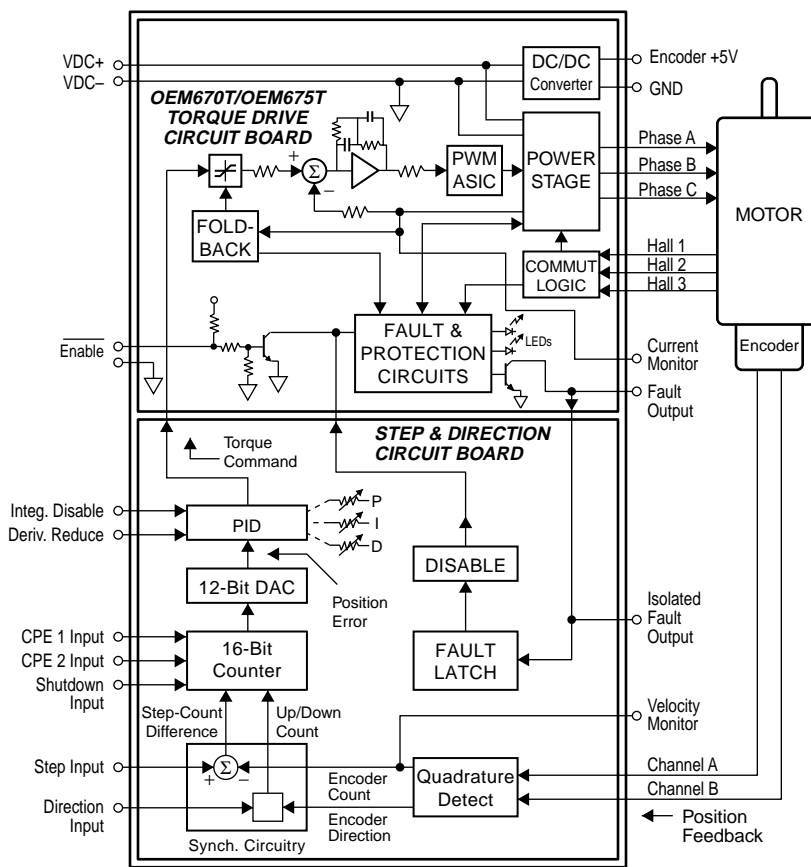 VDC+
VDC–
DC/DC
Converter
Encoder +5V
GND
OEM670T/OEM675T
TORQUE DRIVE
CIRCUIT BOARD
+
Σ
–
PWM
ASIC
POWER
STAGE
Phase A
Phase B
Phase C
MOTOR
FOLD-
BACK
COMMUT
LOGIC
Hall 1
Hall 2
Hall 3
Enable
FAULT &
PROTECTION
CIRCUITS
LEDs
Encoder
Current
Monitor
Fault
Output
STEP & DIRECTION
CIRCUIT BOARD
Torque
Command
Integ. Disable
Deriv. Reduce
PID
P
I
D
DISABLE
12-Bit DAC
Position
Error
Isolated
Fault
Output
CPE 1 Input
CPE 2 Input
Shutdown
Input
16-Bit
Counter
FAULT
LATCH
Step-Count
Difference
Up/Down
Count
Velocity
Monitor
Step Input
+
Σ
–
Encoder
Count
Quadrature
Detect
Channel A
Channel B
Direction
Input
Encoder
Direction
Synch. Circuitry
Position
Feedback